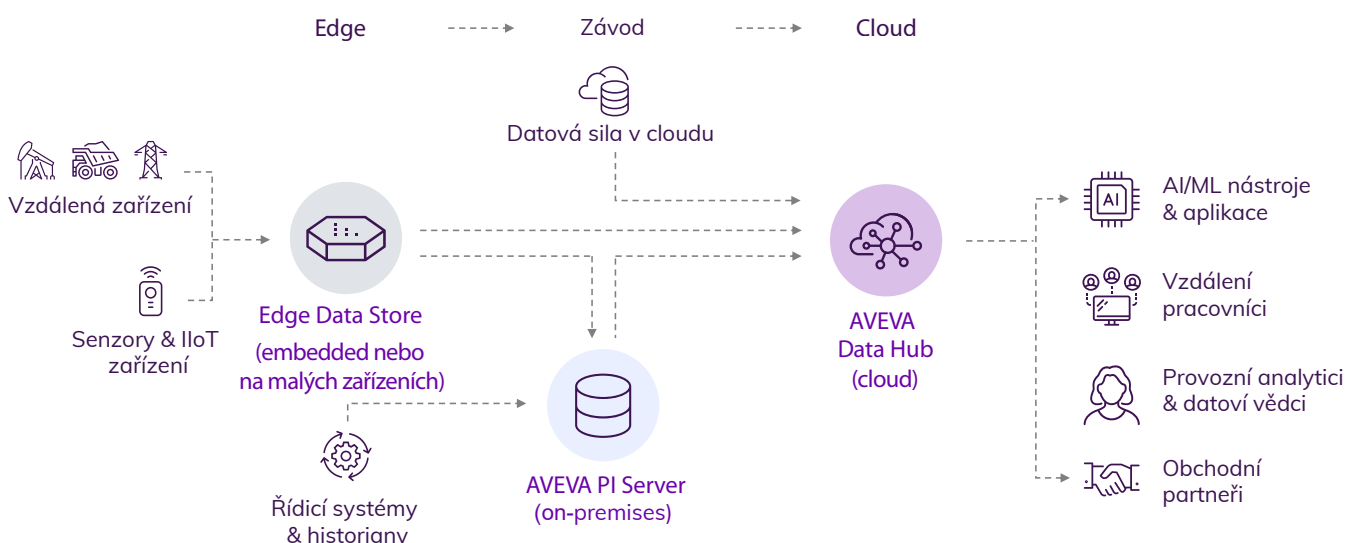 Edge
Závod
Cloud
Datová sila v cloudu
Vzdálená zařízení
Senzory & IIoT
zařízení
Edge Data Store
(embedded nebo
na malých zařízeních)
Řídicí systémy
& historiany
AVEVA PI Server
(on-premises)
AVEVA
Data Hub
(cloud)
AI
AI/ML nástroje
& aplikace
Vzdálení
pracovníci
Provozní analytici
& datoví vědci
Obchodní
partneři